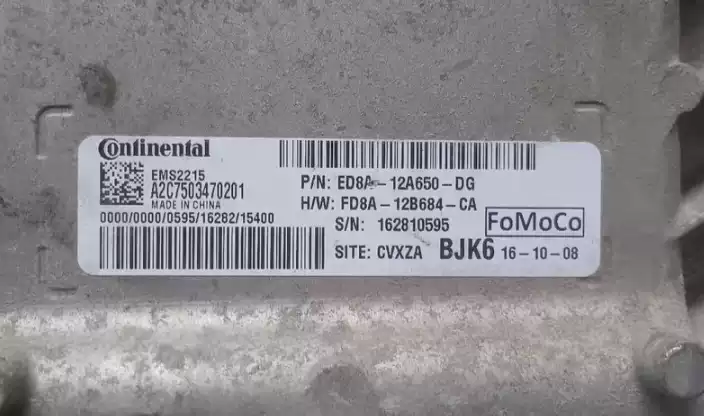 Continental
EMS2215
A2C7503470201
MADE IN CHINA
0000/0000/0595/16282/15400
P/N: ED8A-12A650-DG
H/W: FD8A-12B684-CA
S/N: 162810595
FoMoCo
SITE: CVXZA BJK6 16-10-08